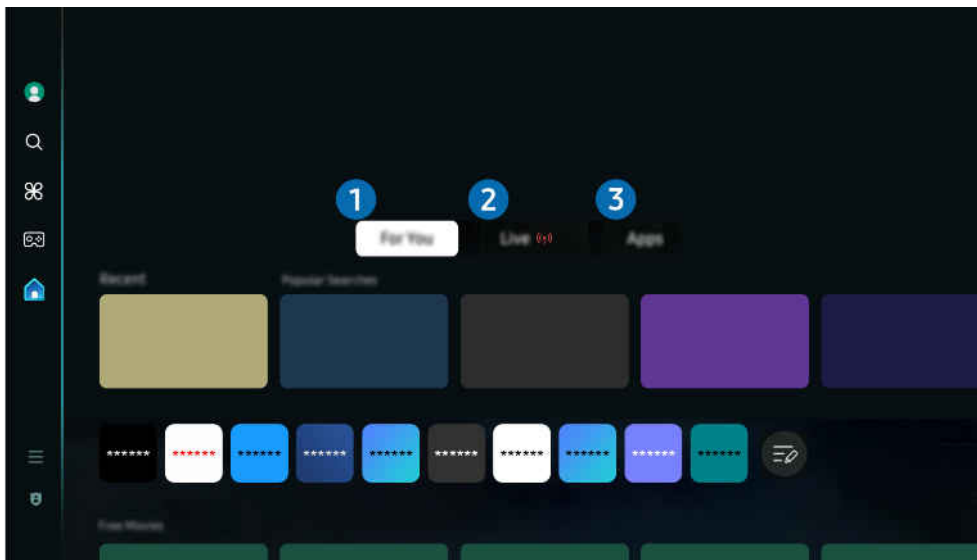 1 2 3
For You Live Apps
Recent Popular Searches
****** ****** ****** ****** ****** ****** ****** ****** ****** ******
Free Movies